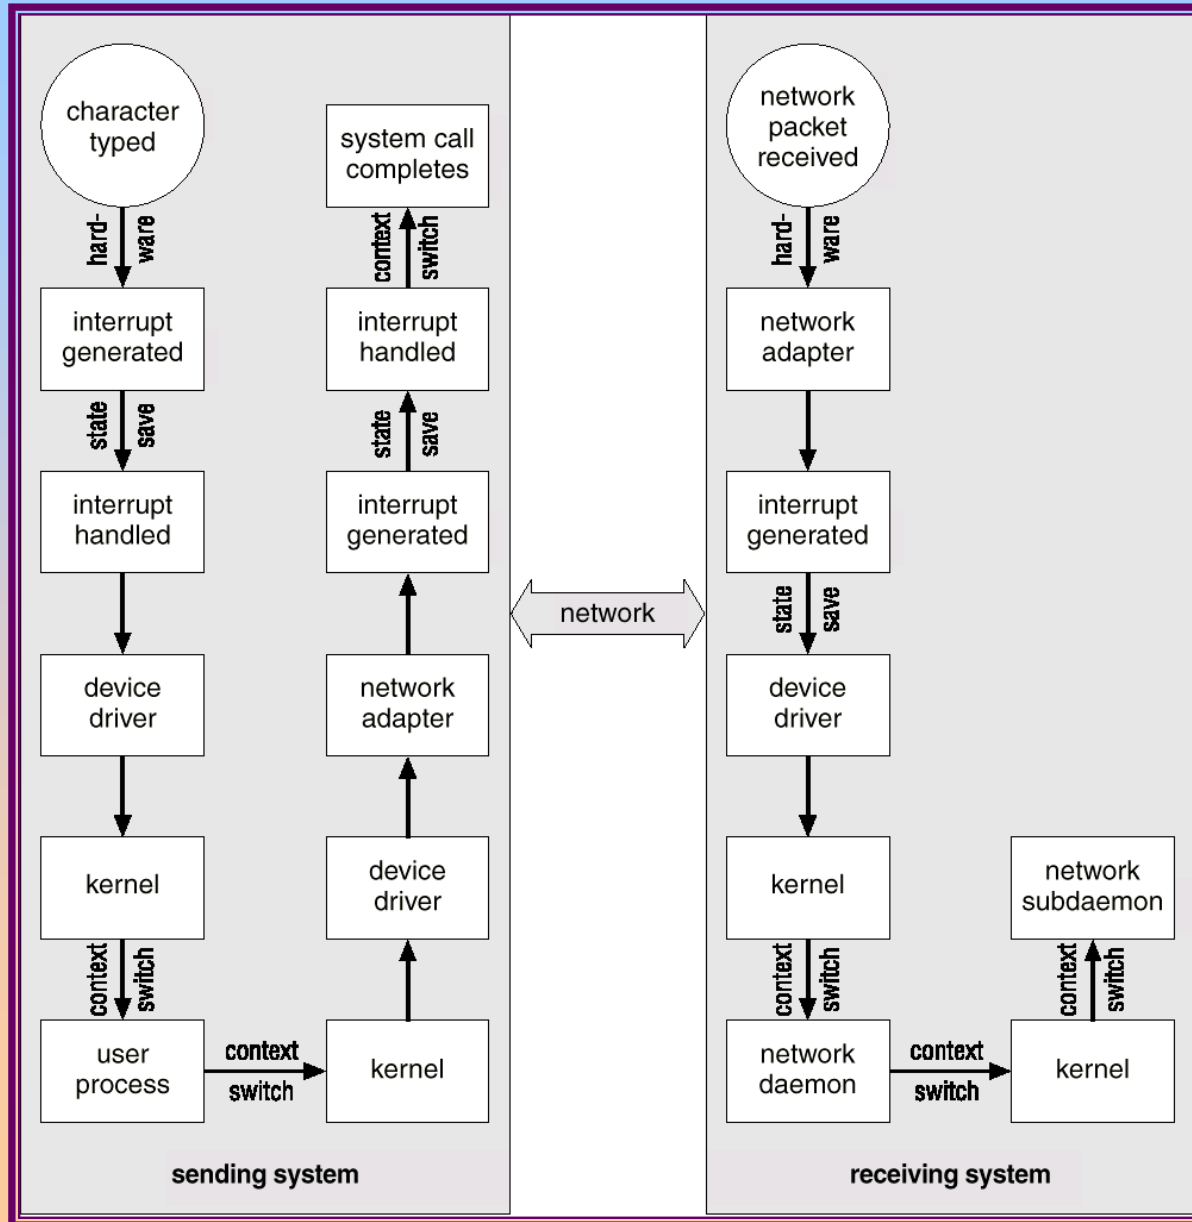 character
typed
hard-
ware
interrupt
generated
state
save
interrupt
handled
device
driver
kernel
context
switch
user
process
context
switch
kernel
device
driver
network
adapter
interrupt
generated
state
save
interrupt
handled
context
switch
system call
completes
sending system
network
network
packet
received
hard-
ware
network
adapter
interrupt
generated
state
save
device
driver
kernel
context
switch
network
daemon
context
switch
kernel
context
switch
network
subdaemon
receiving system